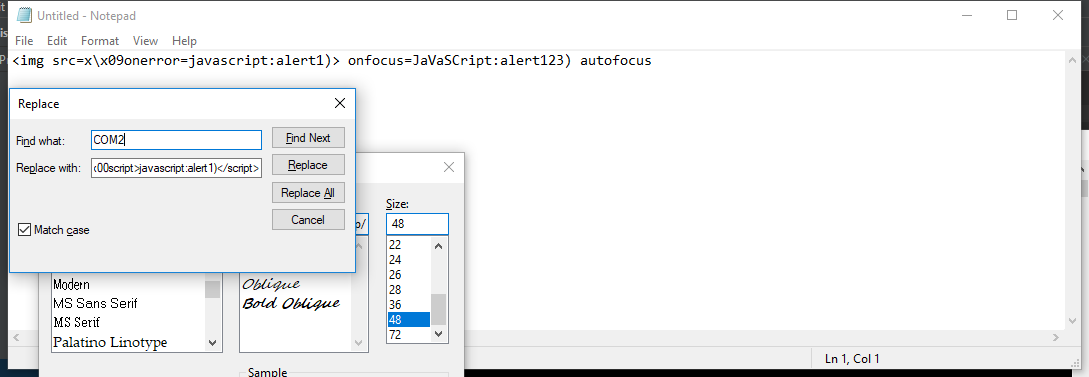 Untitled - Notepad
File Edit Format View Help
<img src=x\x09onerror=javascript:alert1)> onfocus=JaVaSCript:alert123) autofocus
Replace
Find what: COM2 Find Next
Replace with: 00script>javascript:alert1)</script> Replace
Replace All
Cancel
Match case
Size:
48
22
24
26
28
36
48
72
Modern
MS Sans Serif
MS Serif
Palatino Linotype
Oblique
Bold Oblique
Sample
Ln 1, Col 1